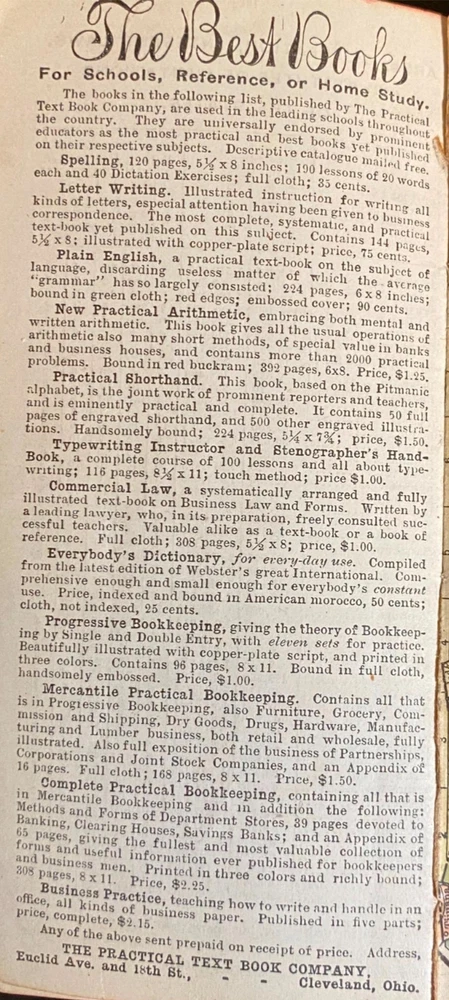 The Best Books
For Schools, Reference, or Home Study.
The books in the following list, published by The Practical
Text Book Company, are used in the leading schools throughout
the country. They are universally endorsed by prominent
educators as the most practical and best books yet published
on their respective subjects. Descriptive catalogue mailed free.
Spelling, 120 pages, 5¼ x 8 inches; 190 lessons of 20 words
each and 40 Dictation Exercises; full cloth; 35 cents.
Letter Writing. Illustrated instruction for writing all
kinds of letters, especial attention having been given to business
correspondence. The most complete, systematic, and practical
text-book yet published on this subject. Contains 144 pages,
5½ x 8; illustrated with copper-plate script; price, 75 cents.
Plain English, a practical text-book on the subject of
language, discarding useless matter of which the average
"grammar" has so largely consisted; 224 pages, 6 x 8 inches;
bound in green cloth; red edges; embossed cover; 90 cents.
New Practical Arithmetic, embracing both mental and
written arithmetic. This book gives all the usual operations of
arithmetic also many short methods, of special value in banks
and business houses, and contains more than 2000 practical
problems. Bound in red buckram; 392 pages, 6x8. Price, $1.25.
Practical Shorthand. This book, based on the Pitmanic
alphabet, is the joint work of prominent reporters and teachers,
and is eminently practical and complete. It contains 50 full
pages of engraved shorthand, and 500 other engraved illustra-
tions. Handsomely bound; 224 pages, 5¼ x 7¾; price, $1.50.
Typewriting Instructor and Stenographer's Hand-
Book, a complete course of 100 lessons and all about type-
writing; 116 pages, 8½ x 11; touch method; price $1.00.
Commercial Law, a systematically arranged and fully
illustrated text-book on Business Law and Forms. Written by
a leading lawyer, who, in its preparation, freely consulted suc-
cessful teachers. Valuable alike as a text-book or a book of
reference. Full cloth; 308 pages, 5½ x 8; price, $1.00.
Everybody's Dictionary, for every-day use. Compiled
from the latest edition of Webster's great International. Com-
prehensive enough and small enough for everybody's constant
use. Price, indexed and bound in American morocco, 50 cents;
cloth, not indexed, 25 cents.
Progressive Bookkeeping, giving the theory of Bookkeep-
ing by Single and Double Entry, with eleven sets for practice.
Beautifully illustrated with copper-plate script, and printed in
three colors. Contains 96 pages, 8 x 11. Bound in full cloth,
handsomely embossed. Price, $1.00.
Mercantile Practical Bookkeeping. Contains all that
is in Progressive Bookkeeping, also Furniture, Grocery, Com-
mission and Shipping, Dry Goods, Drugs, Hardware, Manufac-
turing and Lumber business, both retail and wholesale, fully
illustrated. Also full exposition of the business of Partnerships,
Corporations and Joint Stock Companies, and an Appendix of
16 pages. Full cloth; 168 pages, 8 x 11. Price, $1.50.
Complete Practical Bookkeeping, containing all that is
in Mercantile Bookkeeping and in addition the following:
Methods and Forms of Department Stores, 39 pages devoted to
Banking, Clearing Houses, Savings Banks; and an Appendix of
65 pages, giving the fullest and most valuable collection of
forms and useful information ever published for bookkeepers
and business men. Printed in three colors and richly bound;
308 pages, 8 x 11. Price, $2.25.
Business Practice, teaching how to write and handle in an
office, all kinds of business paper. Published in five parts;
price, complete, $2.15.
Any of the above sent prepaid on receipt of price. Address,
THE PRACTICAL TEXT BOOK COMPANY,
Euclid Ave. and 18th St., - - Cleveland, Ohio.